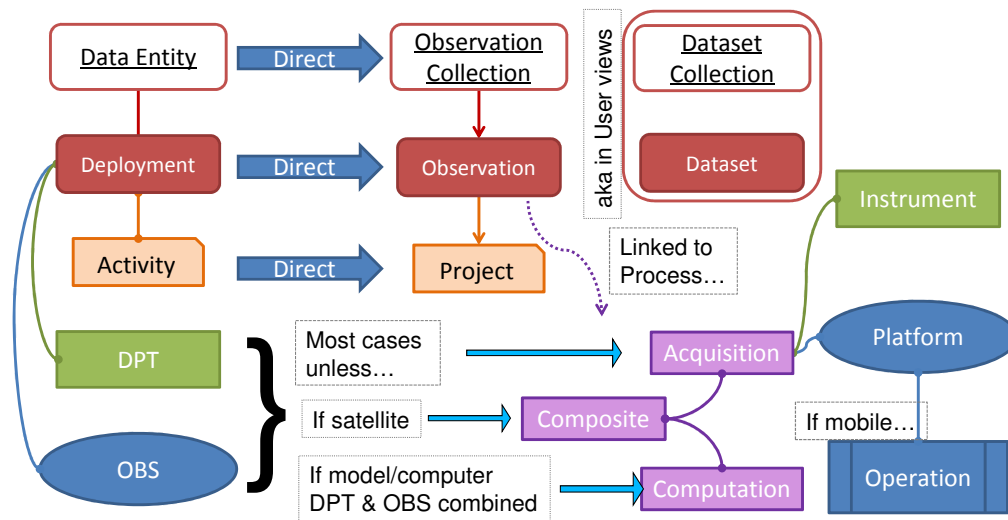 Data Entity
Direct
Observation
Collection
aka in User views
Dataset
Collection
Deployment
Direct
Observation
Dataset
Instrument
Activity
Direct
Project
Linked to
Process…
DPT
Most cases
unless…
Acquisition
Platform
If satellite
Composite
If mobile…
OBS
If model/computer
DPT & OBS combined
Computation
Operation